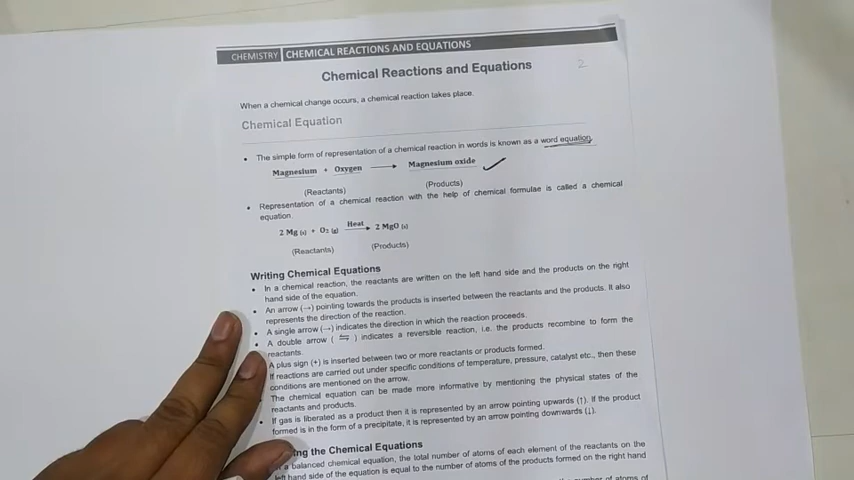 CHEMISTRY | CHEMICAL REACTIONS AND EQUATIONS
Chemical Reactions and Equations
2
When a chemical change occurs, a chemical reaction takes place.
Chemical Equation
• The simple form of representation of a chemical reaction in words is known as a word equation.
Magnesium + Oxygen → Magnesium oxide
(Reactants) (Products)
• Representation of a chemical reaction with the help of chemical formulae is called a chemical
equation.
2 Mg (s) + O2 (g) Heat → 2 MgO (s)
(Reactants) (Products)
Writing Chemical Equations
• In a chemical reaction, the reactants are written on the left hand side and the products on the right
hand side of the equation.
• An arrow (→) pointing towards the products is inserted between the reactants and the products. It also
represents the direction of the reaction.
• A single arrow (→) indicates the direction in which the reaction proceeds.
• A double arrow ( ⇋ ) indicates a reversible reaction, i.e. the products recombine to form the
reactants.
A plus sign (+) is inserted between two or more reactants or products formed.
If reactions are carried out under specific conditions of temperature, pressure, catalyst etc., then these
conditions are mentioned on the arrow.
The chemical equation can be made more informative by mentioning the physical states of the
reactants and products.
• If gas is liberated as a product then it is represented by an arrow pointing upwards (↑). If the product
formed is in the form of a precipitate, it is represented by an arrow pointing downwards (↓).
ing the Chemical Equations
a balanced chemical equation, the total number of atoms of each element of the reactants on the
left hand side of the equation is equal to the number of atoms of the products formed on the right hand
number of atoms of